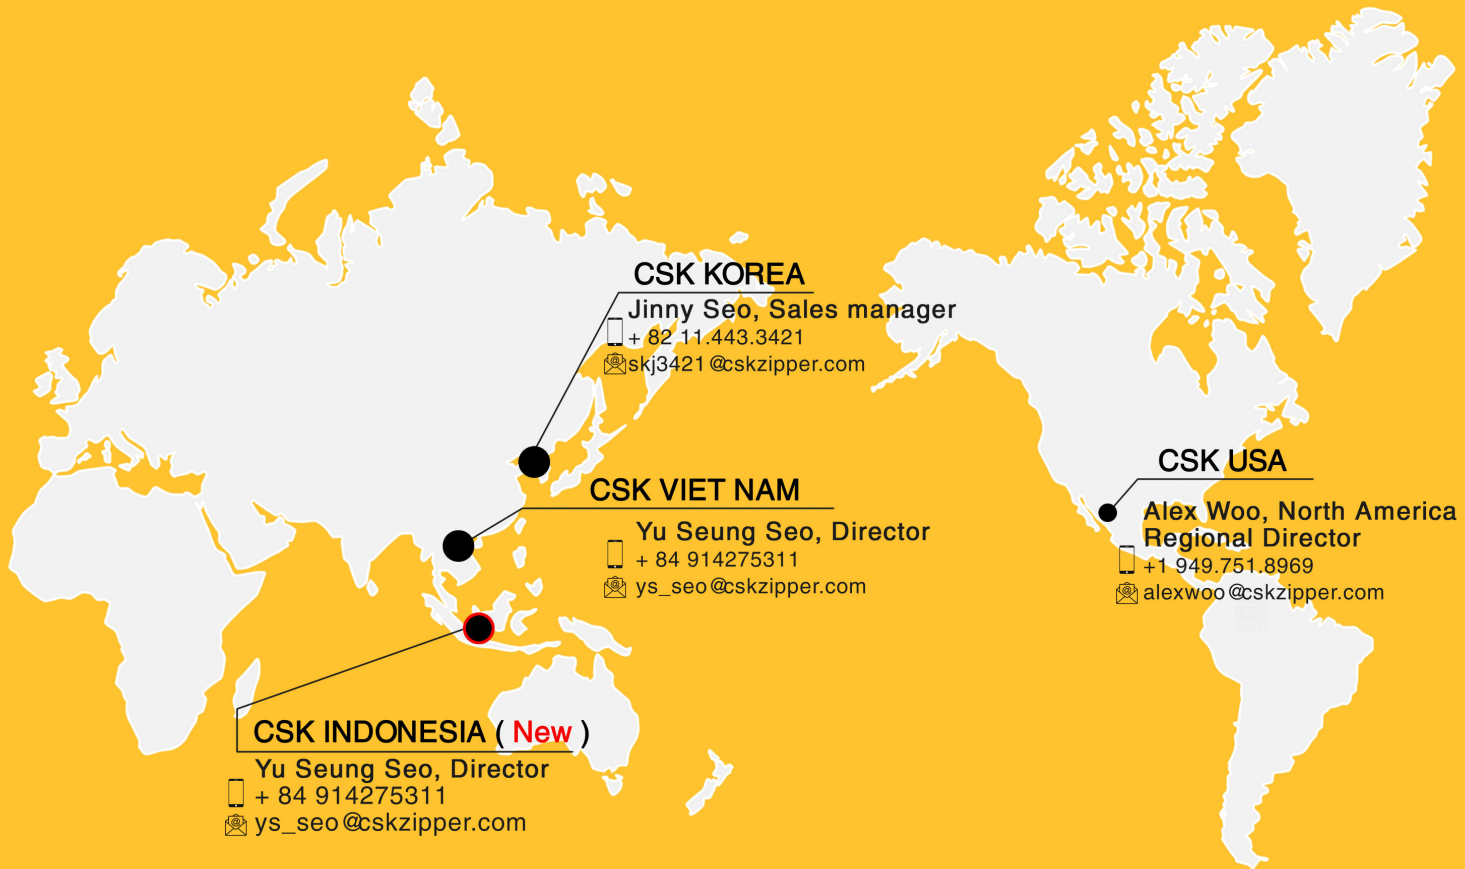 CSK KOREA
Jinny Seo, Sales manager
+ 82 11.443.3421
skj3421@cskzipper.com
CSK VIET NAM
Yu Seung Seo, Director
+ 84 914275311
ys_seo@cskzipper.com
CSK USA
Alex Woo, North America
Regional Director
+1 949.751.8969
alexwoo@cskzipper.com
CSK INDONESIA ( New )
Yu Seung Seo, Director
+ 84 914275311
ys_seo@cskzipper.com